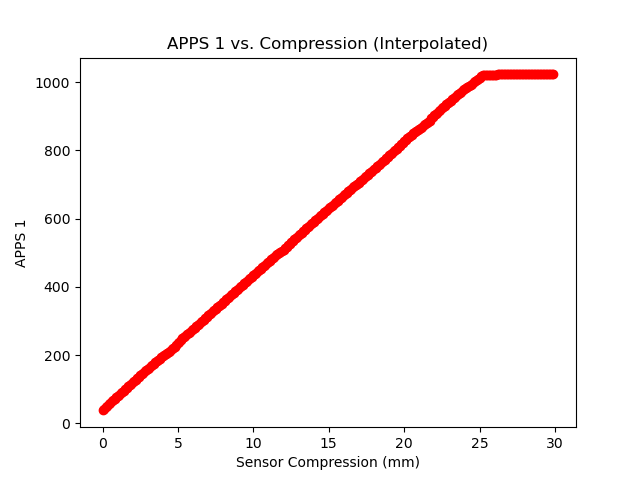 APPS 1 vs. Compression (Interpolated)
1000
800
600
400
200
0
APPS 1
0 5 10 15 20 25 30
Sensor Compression (mm)